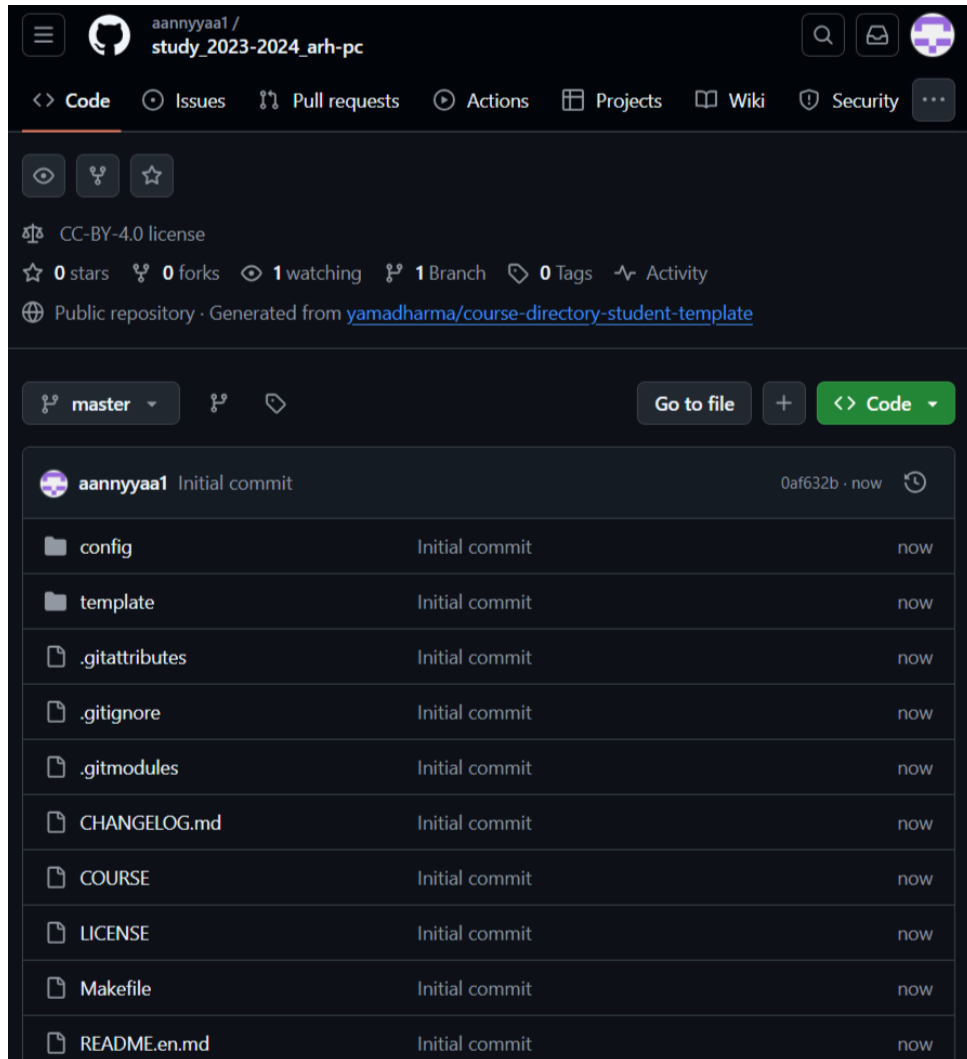 aannyyaa1 /
study_2023-2024_arh-pc
Code Issues Pull requests Actions Projects Wiki Security
CC-BY-4.0 license
0 stars 0 forks 1 watching 1 Branch 0 Tags Activity
Public repository · Generated from yamadharma/course-directory-student-template
master Go to file Code
aannyyaa1 Initial commit 0af632b · now
config Initial commit now
template Initial commit now
.gitattributes Initial commit now
.gitignore Initial commit now
.gitmodules Initial commit now
CHANGELOG.md Initial commit now
COURSE Initial commit now
LICENSE Initial commit now
Makefile Initial commit now
README.en.md Initial commit now